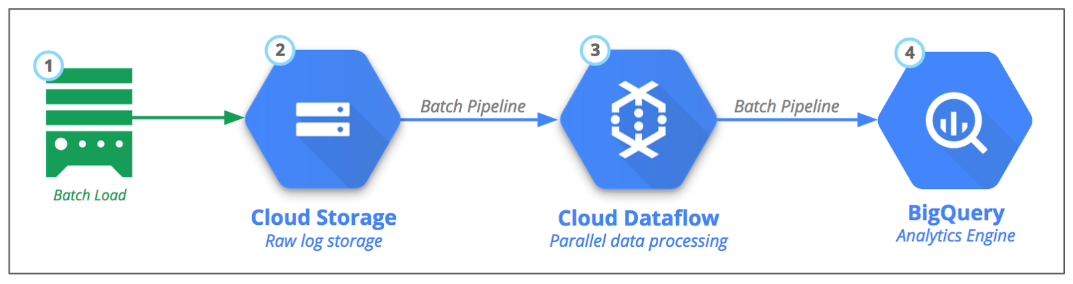 1
Batch Load
2
Cloud Storage
Raw log storage
Batch Pipeline
3
Cloud Dataflow
Parallel data processing
Batch Pipeline
4
BigQuery
Analytics Engine